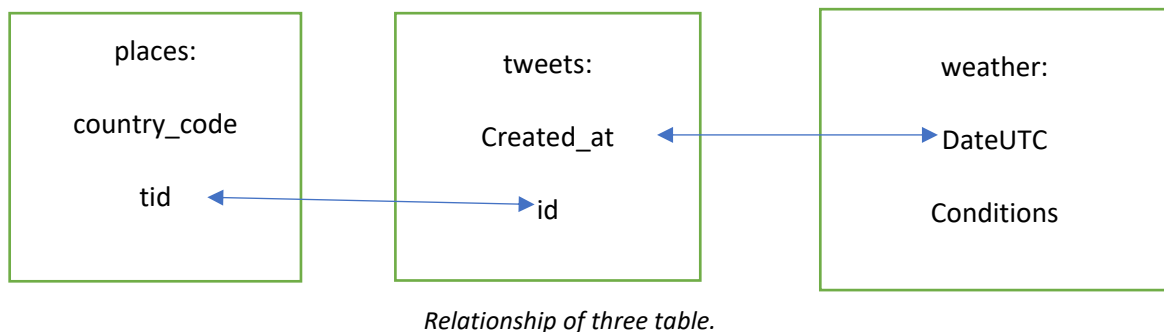 places:
country_code
tid
tweets:
Created_at
id
weather:
DateUTC
Conditions
Relationship of three table.